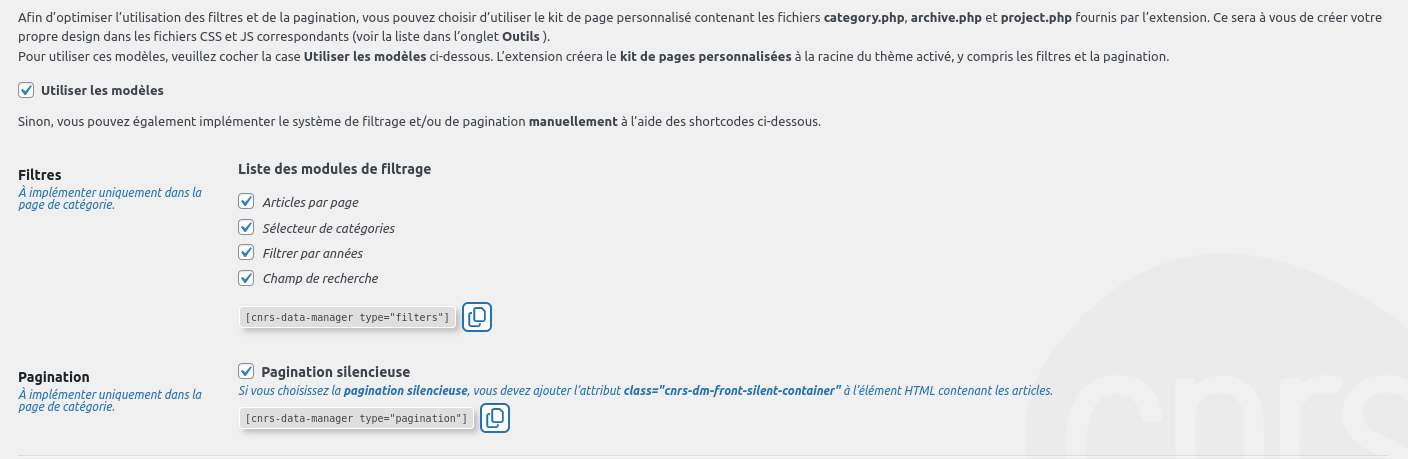 Afin d’optimiser l’utilisation des filtres et de la pagination, vous pouvez choisir d’utiliser le kit de page personnalisé contenant les fichiers category.php, archive.php et project.php fournis par l’extension. Ce sera à vous de créer votre
propre design dans les fichiers CSS et JS correspondants (voir la liste dans l’onglet Outils ).
Pour utiliser ces modèles, veuillez cocher la case Utiliser les modèles ci-dessous. L’extension créera le kit de pages personnalisées à la racine du thème activé, y compris les filtres et la pagination.
Utiliser les modèles
Sinon, vous pouvez également implémenter le système de filtrage et/ou de pagination manuellement à l’aide des shortcodes ci-dessous.
Filtres
À implémenter uniquement dans la
page de catégorie.
Liste des modules de filtrage
Articles par page
Sélecteur de catégories
Filtrer par années
Champ de recherche
[cnrs-data-manager type="filters"]
Pagination
À implémenter uniquement dans la
page de catégorie.
Pagination silencieuse
Si vous choisissez la pagination silencieuse, vous devez ajouter l’attribut class="cnrs-dm-front-silent-container" à l’élément HTML contenant les articles.
[cnrs-data-manager type="pagination"]
cnrs